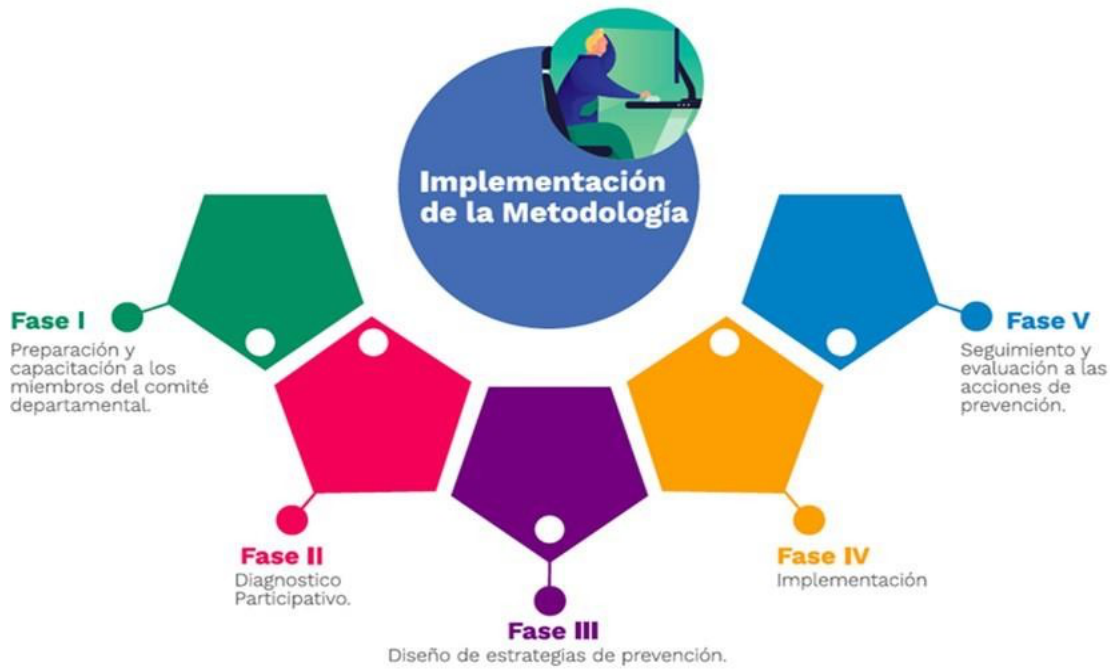 Implementación
de la Metodología
Fase I
Preparación y
capacitación a los
miembros del comité
departamental.
Fase II
Diagnostico
Participativo.
Fase III
Diseño de estrategias de prevención.
Fase IV
Implementación
Fase V
Seguimiento y
evaluación a las
acciones de
prevención.